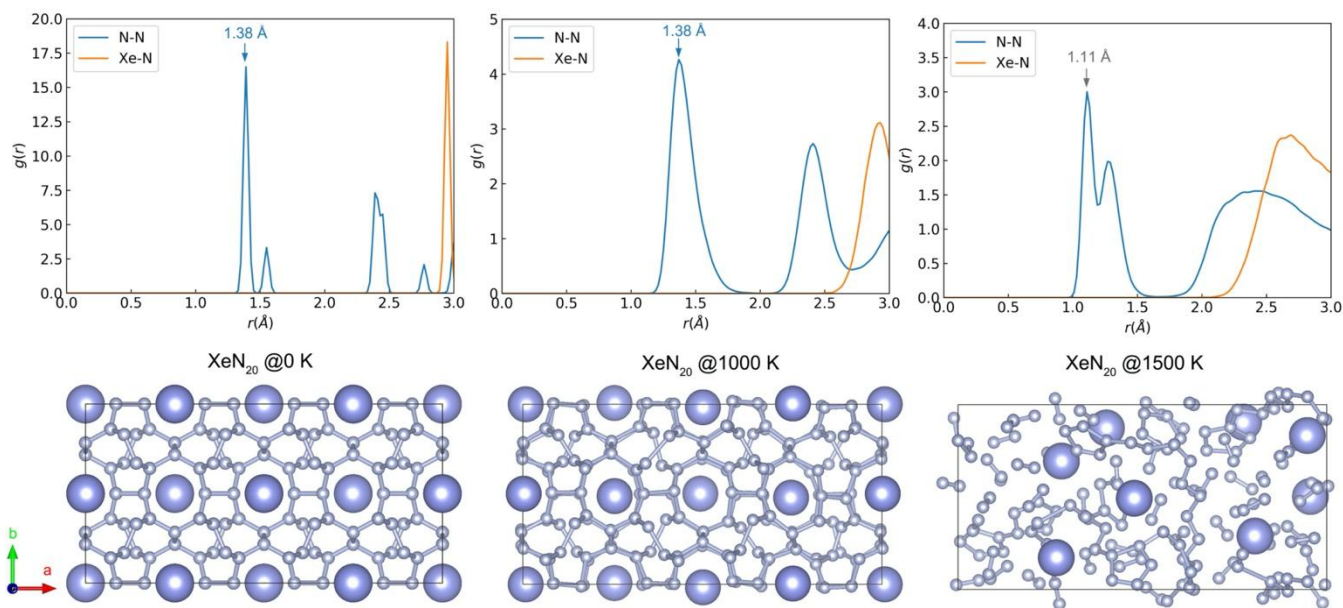 20.0
17.5
15.0
12.5
10.0
7.5
5.0
2.5
0.0
g(r)
N-N
Xe-N
1.38 Å
0.0 0.5 1.0 1.5 2.0 2.5 3.0
r(Å)
5
4
3
2
1
0
g(r)
1.38 Å
N-N
Xe-N
0.0 0.5 1.0 1.5 2.0 2.5 3.0
r(Å)
4.0
3.5
3.0
2.5
2.0
1.5
1.0
0.5
0.0
g(r)
N-N
Xe-N
1.11 Å
0.0 0.5 1.0 1.5 2.0 2.5 3.0
r(Å)
XeN₂₀ @0 K
XeN₂₀ @1000 K
XeN₂₀ @1500 K
b
a